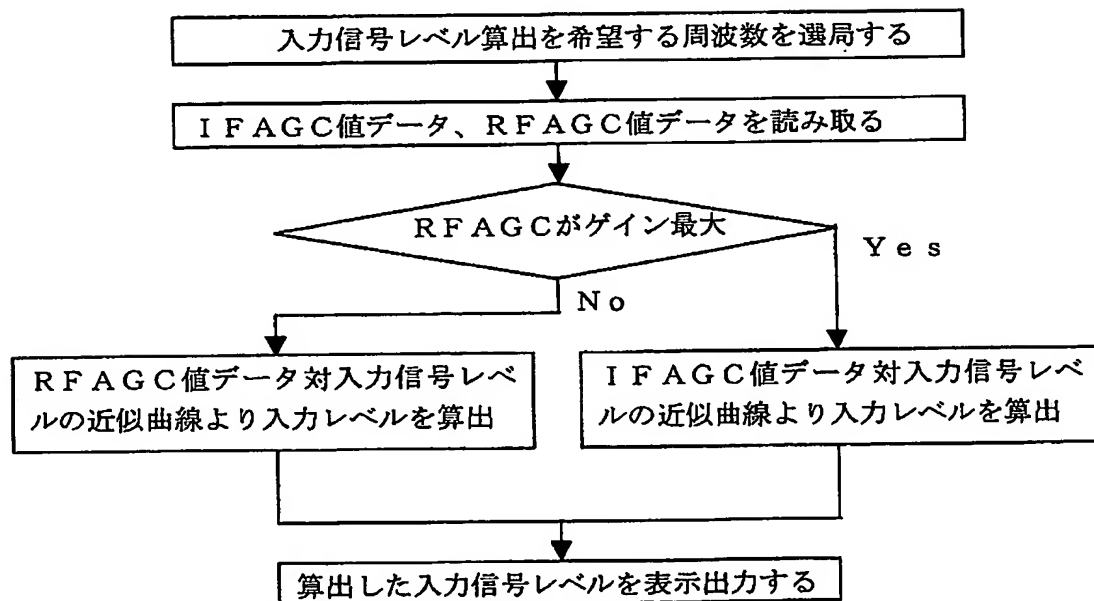 入力信号レベル算出を希望する周波数を選局する
ＩＦＡＧＣ値データ、ＲＦＡＧＣ値データを読み取る
ＲＦＡＧＣがゲイン最大
Ｙｅｓ
Ｎｏ
ＲＦＡＧＣ値データ対入力信号レベ
ルの近似曲線より入力レベルを算出
ＩＦＡＧＣ値データ対入力信号レベ
ルの近似曲線より入力レベルを算出
算出した入力信号レベルを表示出力する